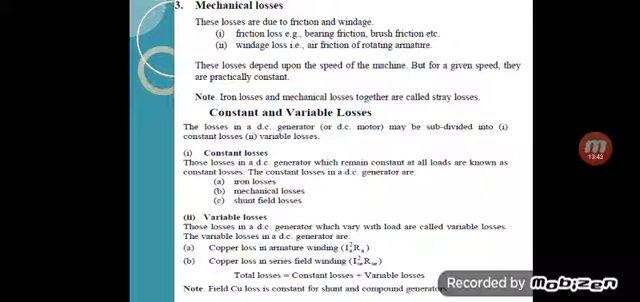 3. Mechanical losses
These losses are due to friction and windage.
(i) friction loss e.g., bearing friction, brush friction etc.
(ii) windage loss i.e., air friction of rotating armature.
These losses depend upon the speed of the machine. But for a given speed, they
are practically constant.
Note. Iron losses and mechanical losses together are called stray losses.
Constant and Variable Losses
The losses in a d.c. generator (or d.c. motor) may be sub-divided into (i)
constant losses (ii) variable losses.
(i) Constant losses
Those losses in a d.c. generator which remain constant at all loads are known as
constant losses. The constant losses in a d.c. generator are:
(a) iron losses
(b) mechanical losses
(c) shunt field losses
(ii) Variable losses
Those losses in a d.c. generator which vary with load are called variable losses.
The variable losses in a d.c. generator are:
(a) Copper loss in armature winding (I²ₐRₐ)
(b) Copper loss in series field winding (I²ₛₑRₛₑ)
Total losses = Constant losses + Variable losses
Note. Field Cu loss is constant for shunt and compound generators.
13:43
Recorded by Mobizen